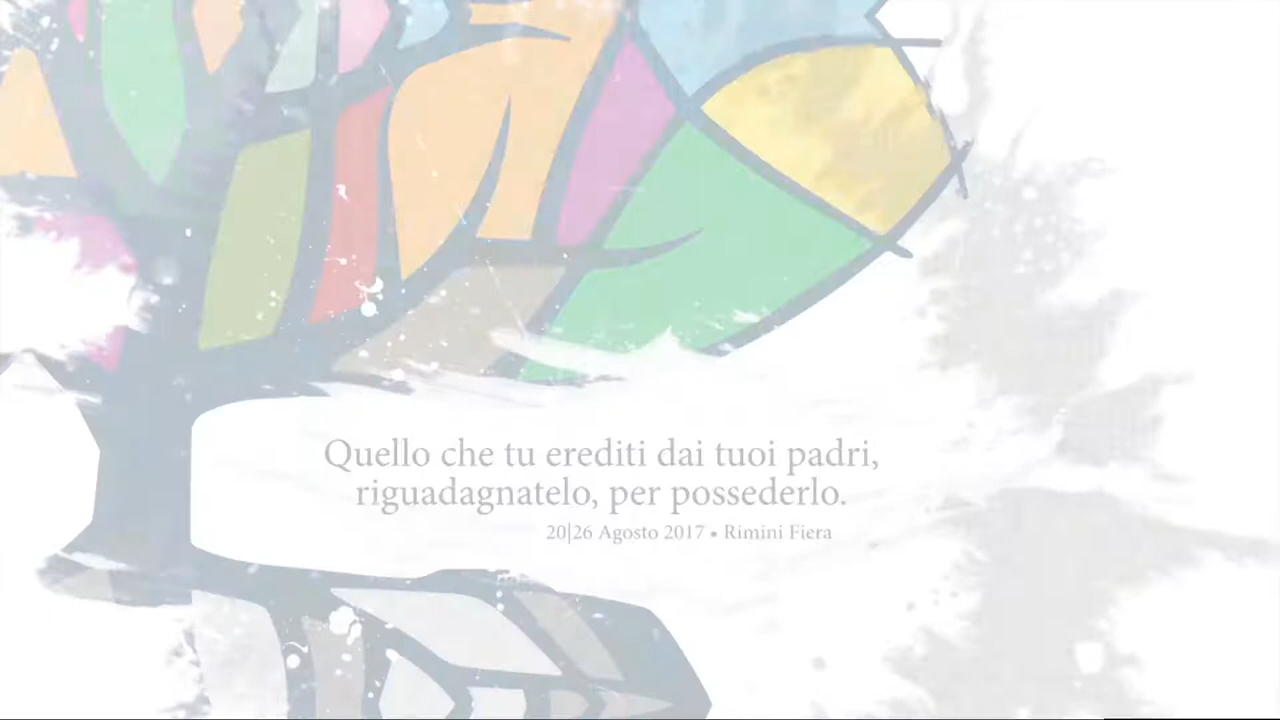 Quello che tu erediti dai tuoi padri,
riguadagnatelo, per possederlo.
20|26 Agosto 2017 • Rimini Fiera